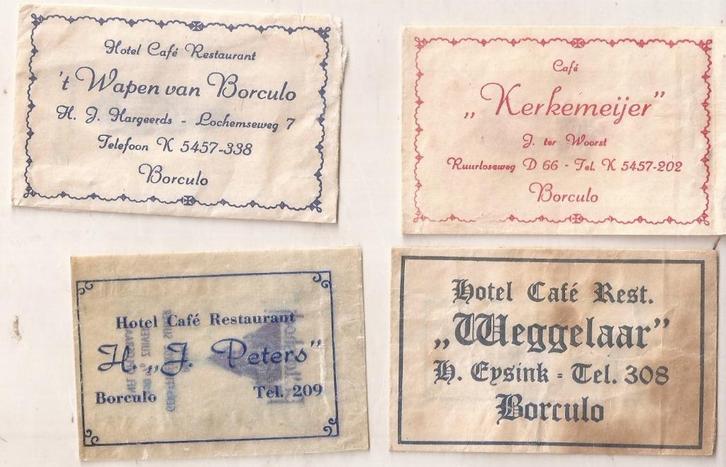 Hotel Café Restaurant
't Wapen van Borculo
H. J. Hargeerds - Lochemseweg 7
Telefoon K 5457-338
Borculo
Café
„Kerkemeijer”
J. ter Woorst
Ruurloseweg D 66 - Tel. K 5457-202
Borculo
Hotel Café Restaurant
H. „J. Peters”
Borculo Tel. 209
Hotel Café Rest.
„Weggelaar”
H. Eysink - Tel. 308
Borculo